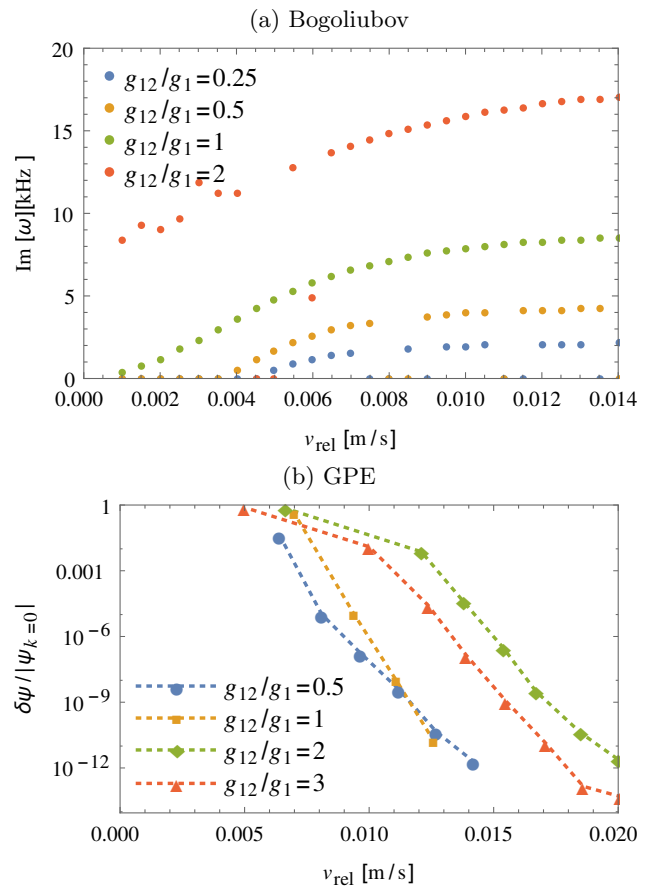 (a) Bogoliubov
20
15
10
5
0
Im [ω][kHz]
g12/g1=0.25
g12/g1=0.5
g12/g1=1
g12/g1=2
0.000 0.002 0.004 0.006 0.008 0.010 0.012 0.014
vrel [m/s]
(b) GPE
1
0.001
10^-6
10^-9
10^-12
δψ/|ψk=0|
g12/g1=0.5
g12/g1=1
g12/g1=2
g12/g1=3
0.000 0.005 0.010 0.015 0.020
vrel [m/s]